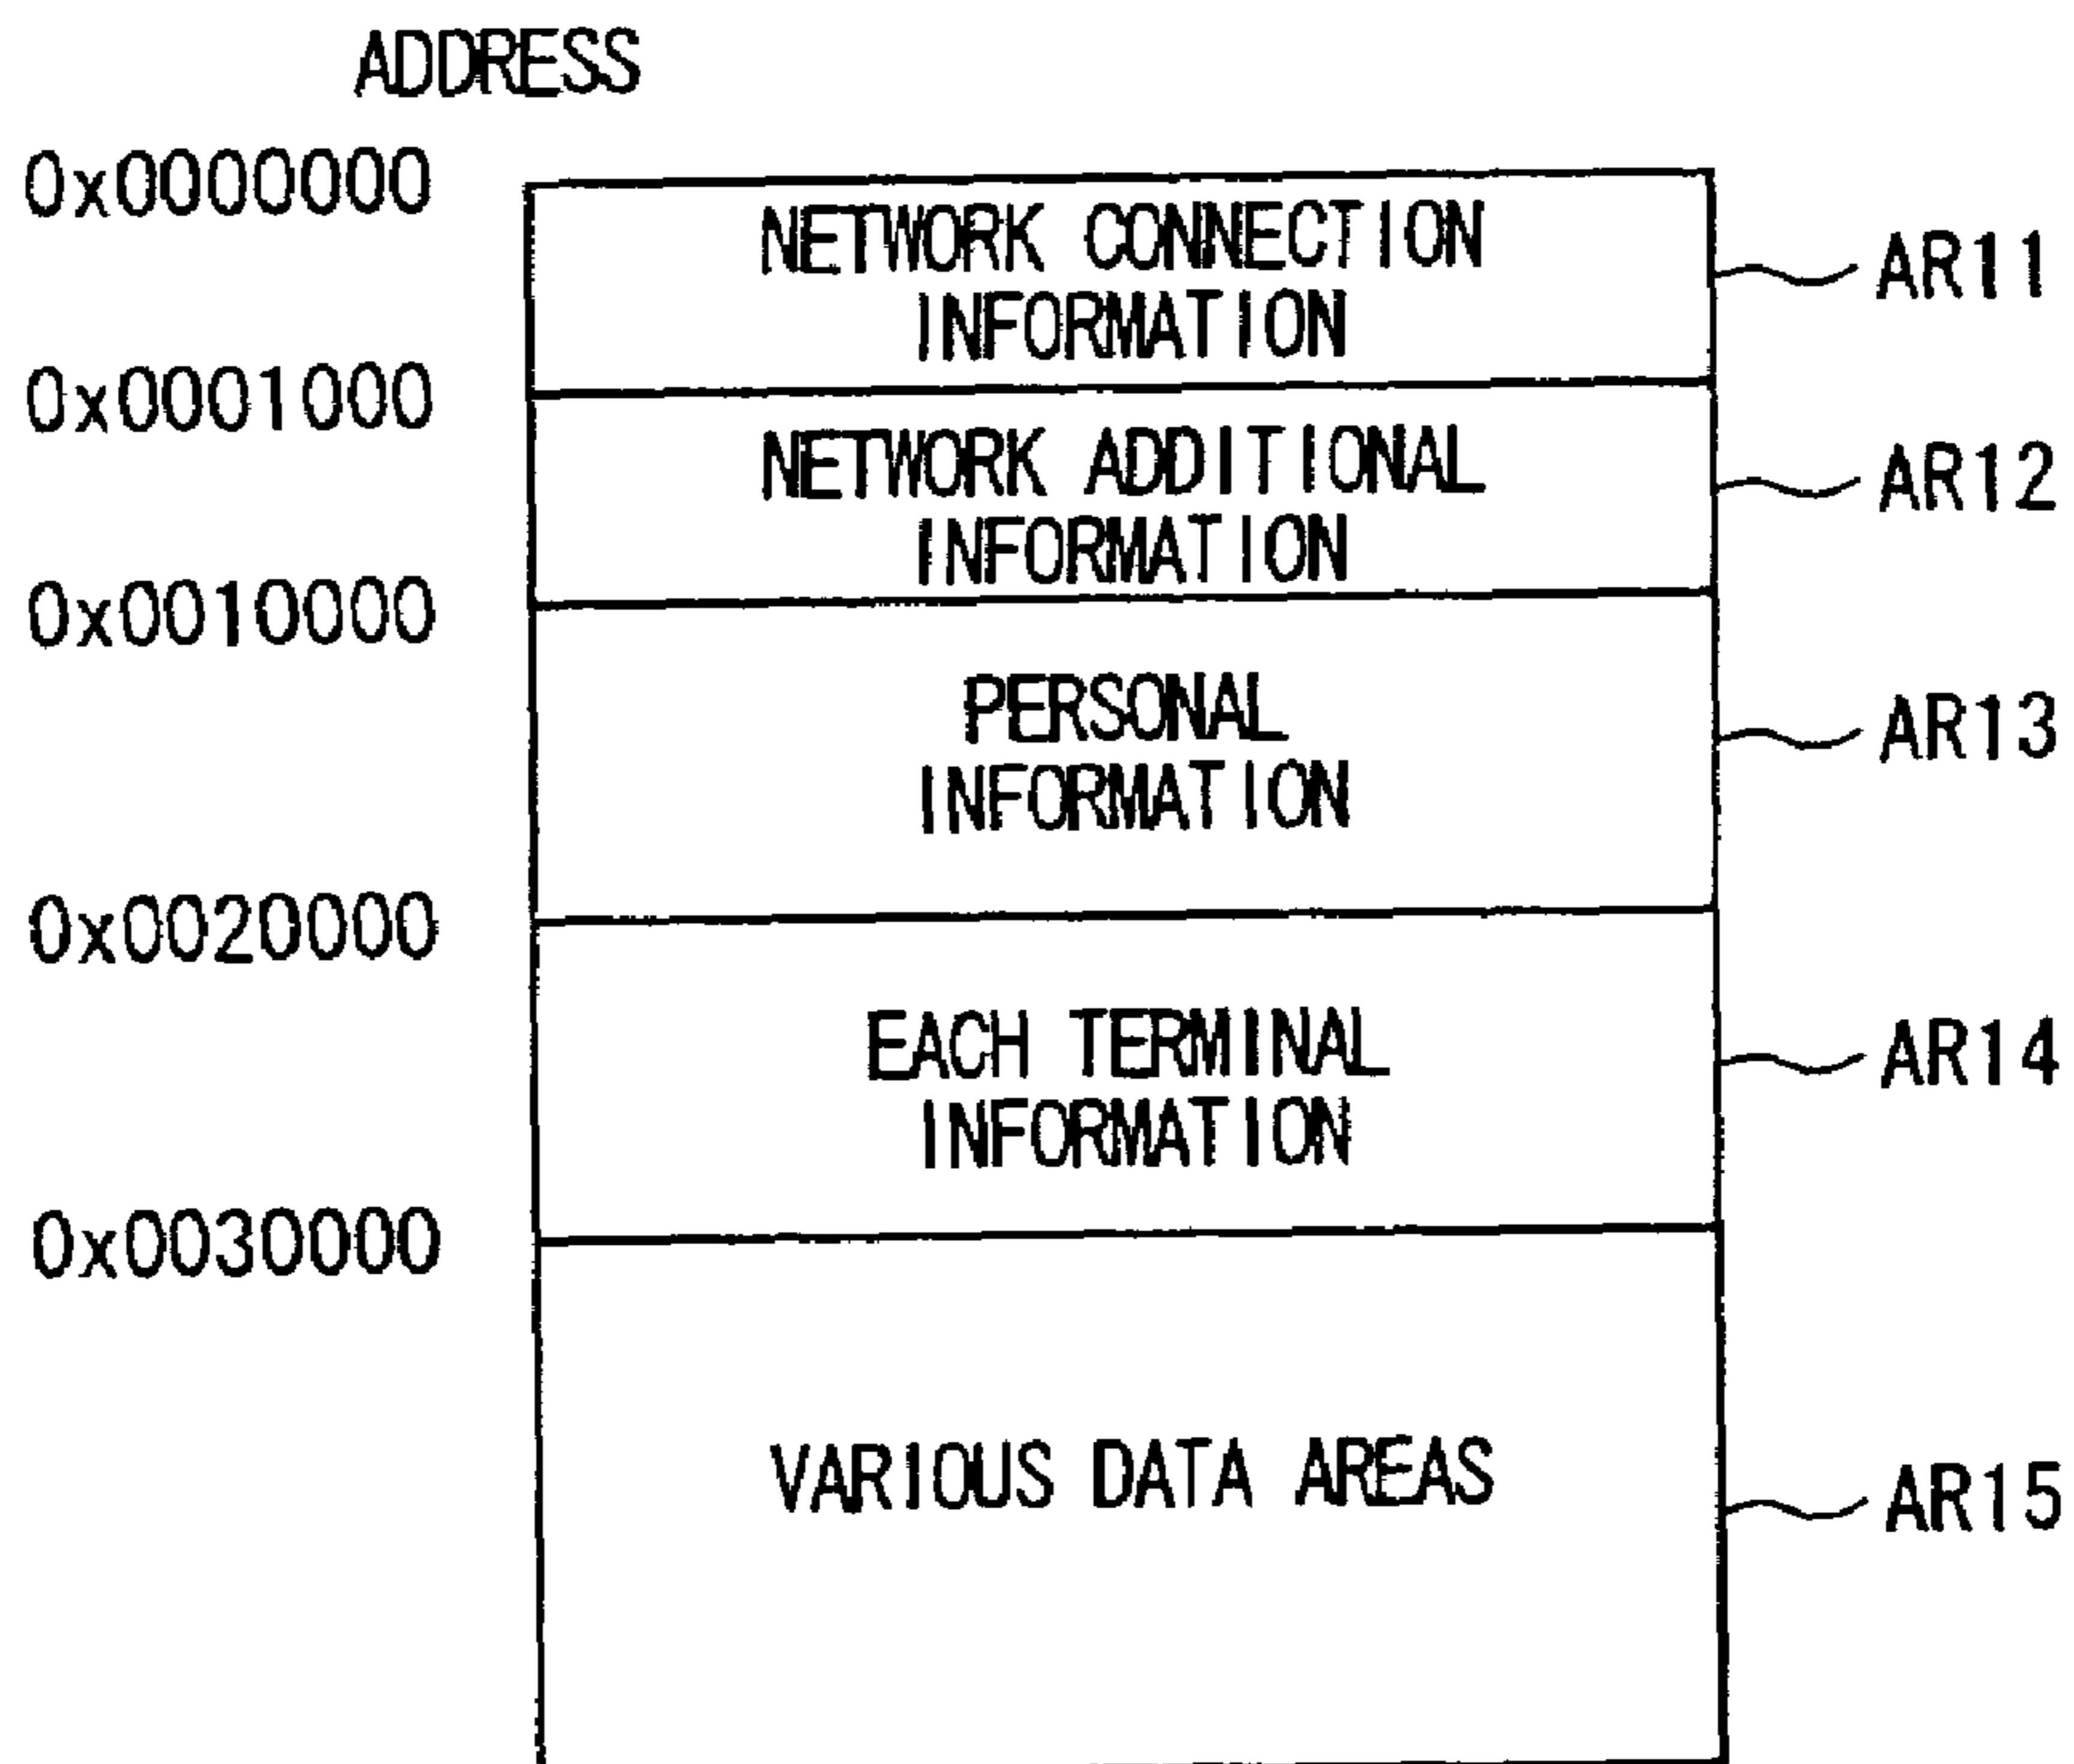 ADDRESS
0x0000000
NETWORK CONNECTION
INFORMATION
AR11
0x0001000
NETWORK ADDITIONAL
INFORMATION
AR12
0x0010000
PERSONAL
INFORMATION
AR13
0x0020000
EACH TERMINAL
INFORMATION
AR14
0x0030000
VARIOUS DATA AREAS
AR15